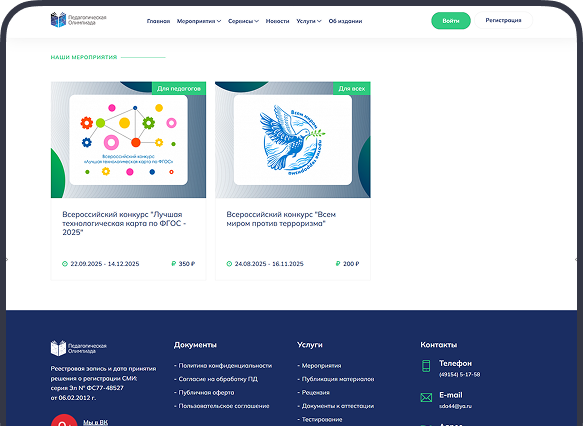 Педагогическая
Олимпиада
Главная Мероприятия Сервисы Новости Услуги Об издании
Войти
Регистрация
НАШИ МЕРОПРИЯТИЯ
Для педагогов
Всероссийский конкурс
«Лучшая технологическая карта по ФГОС»
Всероссийский конкурс "Лучшая
технологическая карта по ФГОС -
2025"
22.09.2025 - 14.12.2025
₽ 350 ₽
Для всех
Всем миром
против терроризма
Всероссийский конкурс "Всем
миром против терроризма"
24.08.2025 - 16.11.2025
₽ 200 ₽
Педагогическая
Олимпиада
Реестровая запись и дата принятия
решения о регистрации СМИ:
серия Эл № ФС77-48527
от 06.02.2012 г.
Мы в ВК
Документы
- Политика конфиденциальности
- Согласие на обработку ПД
- Публичная оферта
- Пользовательское соглашение
Услуги
- Мероприятия
- Публикация материалов
- Рецензия
- Документы к аттестации
- Тестирование
Контакты
Телефон
(49154) 5-17-58
E-mail
sdo44@ya.ru
Адрес